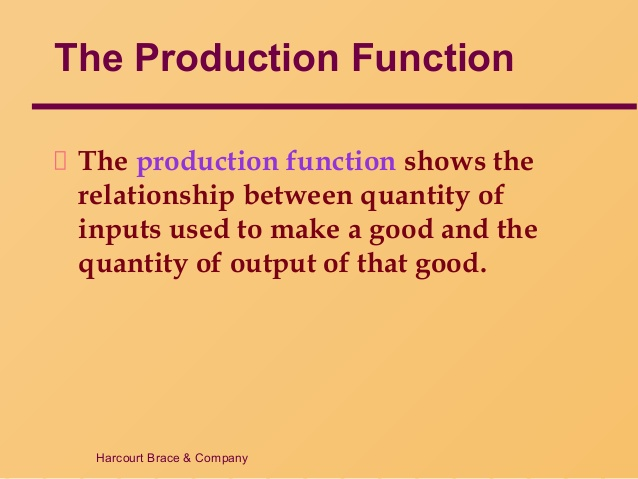 The Production Function
The production function shows the
relationship between quantity of
inputs used to make a good and the
quantity of output of that good.
Harcourt Brace & Company